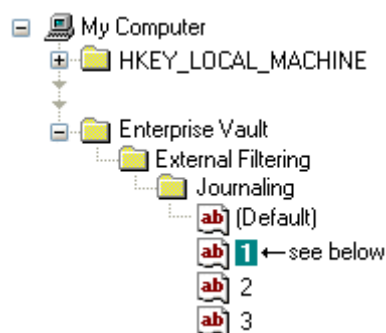 My Computer
HKEY_LOCAL_MACHINE
Enterprise Vault
External Filtering
Journaling
ab (Default)
ab 1 ←see below
ab 2
ab 3